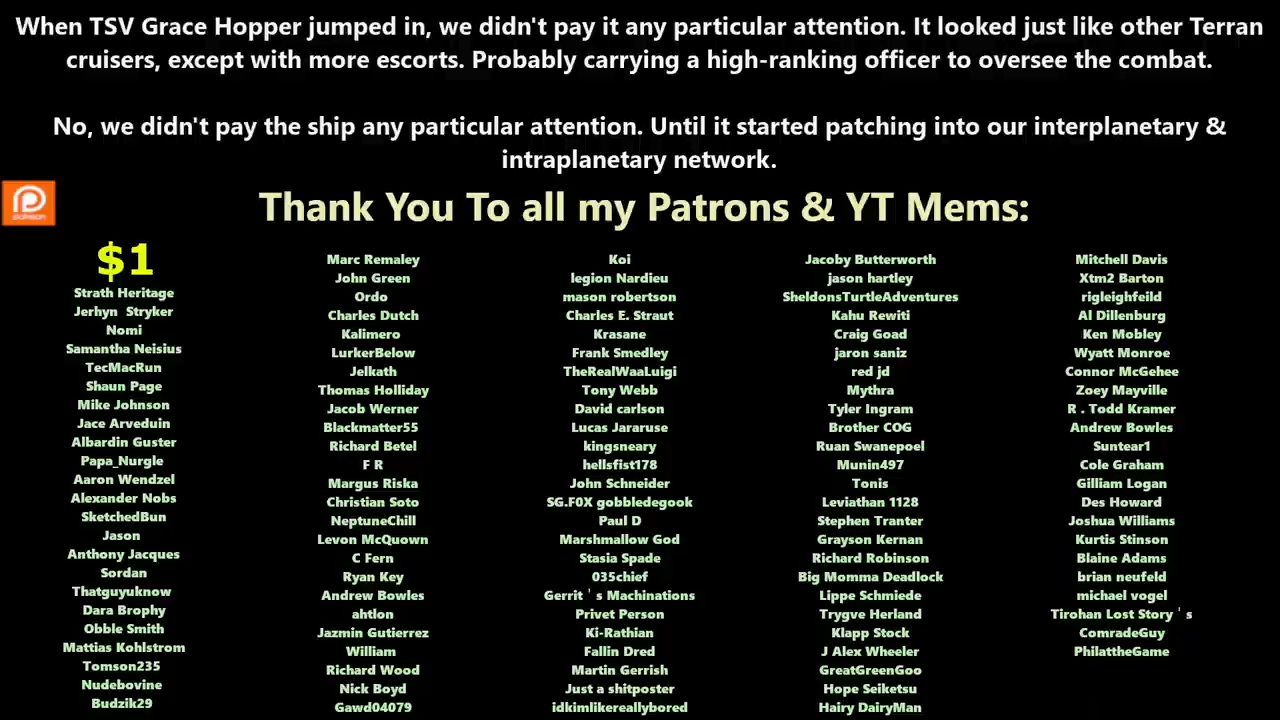 When TSV Grace Hopper jumped in, we didn't pay it any particular attention. It looked just like other Terran
cruisers, except with more escorts. Probably carrying a high-ranking officer to oversee the combat.
No, we didn't pay the ship any particular attention. Until it started patching into our interplanetary &
intraplanetary network.
patreon
Thank You To all my Patrons & YT Mems:
$1
Strath Heritage
Jerhyn Stryker
Nomi
Samantha Neisius
TecMacRun
Shaun Page
Mike Johnson
Jace Arveduin
Albardin Guster
Papa_Nurgle
Aaron Wendzel
Alexander Nobs
SketchedBun
Jason
Anthony Jacques
Sordan
Thatguyuknow
Dara Brophy
Obble Smith
Mattias Kohlstrom
Tomson235
Nudebovine
Budzik29
Marc Remaley
John Green
Ordo
Charles Dutch
Kalimero
LurkerBelow
Jelkath
Thomas Holliday
Jacob Werner
Blackmatter55
Richard Betel
F R
Margus Riska
Christian Soto
NeptuneChill
Levon McQuown
C Fern
Ryan Key
Andrew Bowles
ahtlon
Jazmin Gutierrez
William
Richard Wood
Nick Boyd
Gawd04079
Koi
legion Nardieu
mason robertson
Charles E. Straut
Krasane
Frank Smedley
TheRealWaaLuigi
Tony Webb
David carlson
Lucas Jararuse
kingsneary
hellsfist178
John Schneider
SG.F0X gobbledegook
Paul D
Marshmallow God
Stasia Spade
035chief
Gerrit ' s Machinations
Privet Person
Ki-Rathian
Fallin Dred
Martin Gerrish
Just a shitposter
idkimlikereallybored
Jacoby Butterworth
jason hartley
SheldonsTurtleAdventures
Kahu Rewiti
Craig Goad
jaron saniz
red jd
Mythra
Tyler Ingram
Brother COG
Ruan Swanepoel
Munin497
Tonis
Leviathan 1128
Stephen Tranter
Grayson Kernan
Richard Robinson
Big Momma Deadlock
Lippe Schmiede
Trygve Herland
Klapp Stock
J Alex Wheeler
GreatGreenGoo
Hope Seiketsu
Hairy DairyMan
Mitchell Davis
Xtm2 Barton
rigleighfeild
Al Dillenburg
Ken Mobley
Wyatt Monroe
Connor McGehee
Zoey Mayville
R . Todd Kramer
Andrew Bowles
Suntear1
Cole Graham
Gilliam Logan
Des Howard
Joshua Williams
Kurtis Stinson
Blaine Adams
brian neufeld
michael vogel
Tirohan Lost Story ' s
ComradeGuy
PhilattheGame